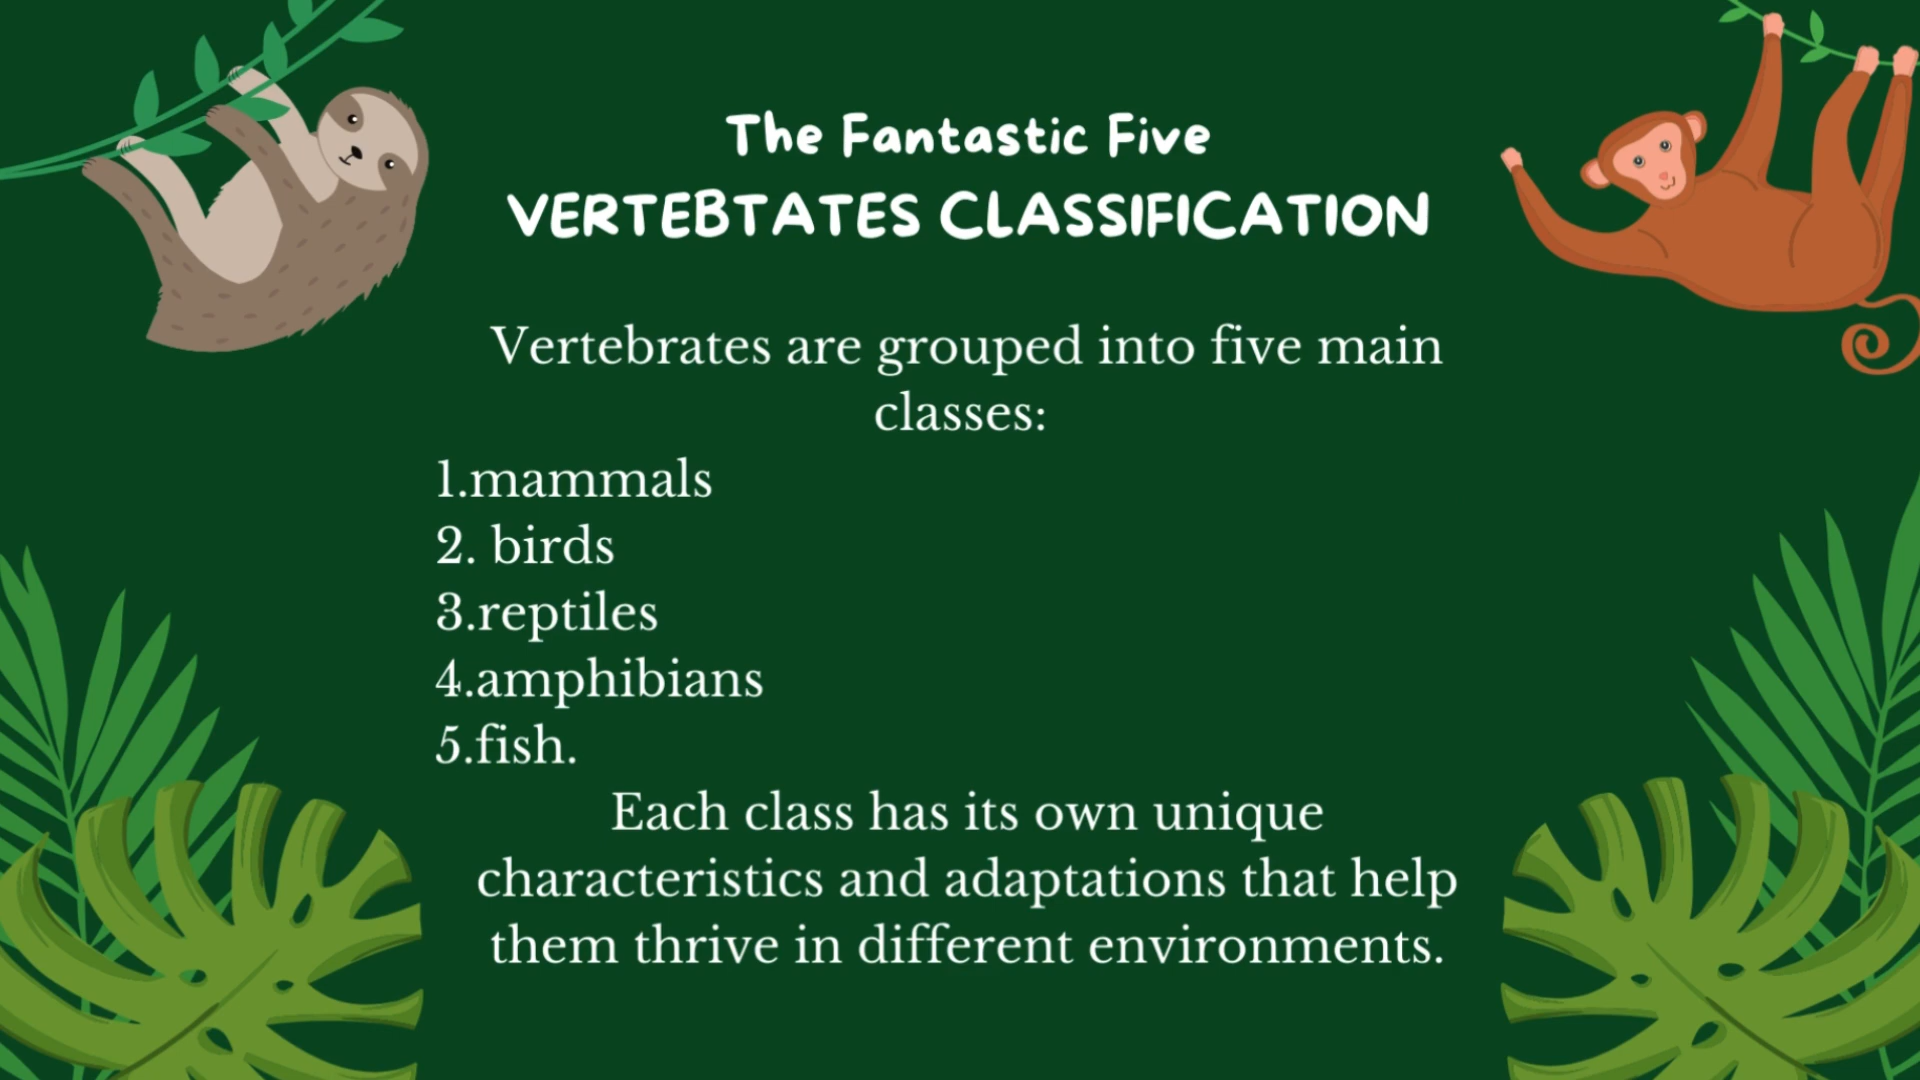 The Fantastic Five
VERTEBTATES CLASSIFICATION
Vertebrates are grouped into five main
classes:
1.mammals
2. birds
3.reptiles
4.amphibians
5.fish.
Each class has its own unique
characteristics and adaptations that help
them thrive in different environments.